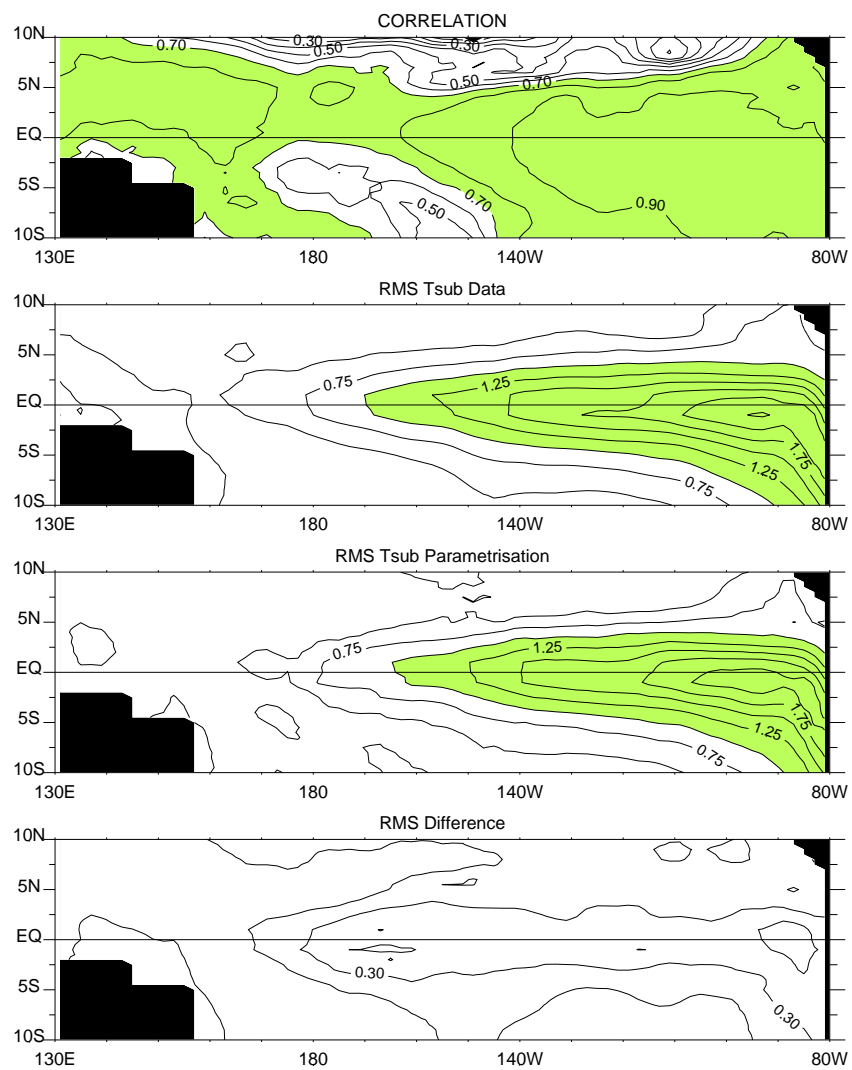 CORRELATION
10N
5N
EQ
5S
10S
0.70
0.30
0.50
0.30
0.50
0.70
0.70
0.50
0.90
130E 180 140W 80W
RMS Tsub Data
10N
5N
EQ
5S
10S
0.75
1.25
1.75
1.25
0.75
130E 180 140W 80W
RMS Tsub Parametrisation
10N
5N
EQ
5S
10S
0.75
1.25
1.75
1.25
0.75
130E 180 140W 80W
RMS Difference
10N
5N
EQ
5S
10S
0.30
0.30
130E 180 140W 80W